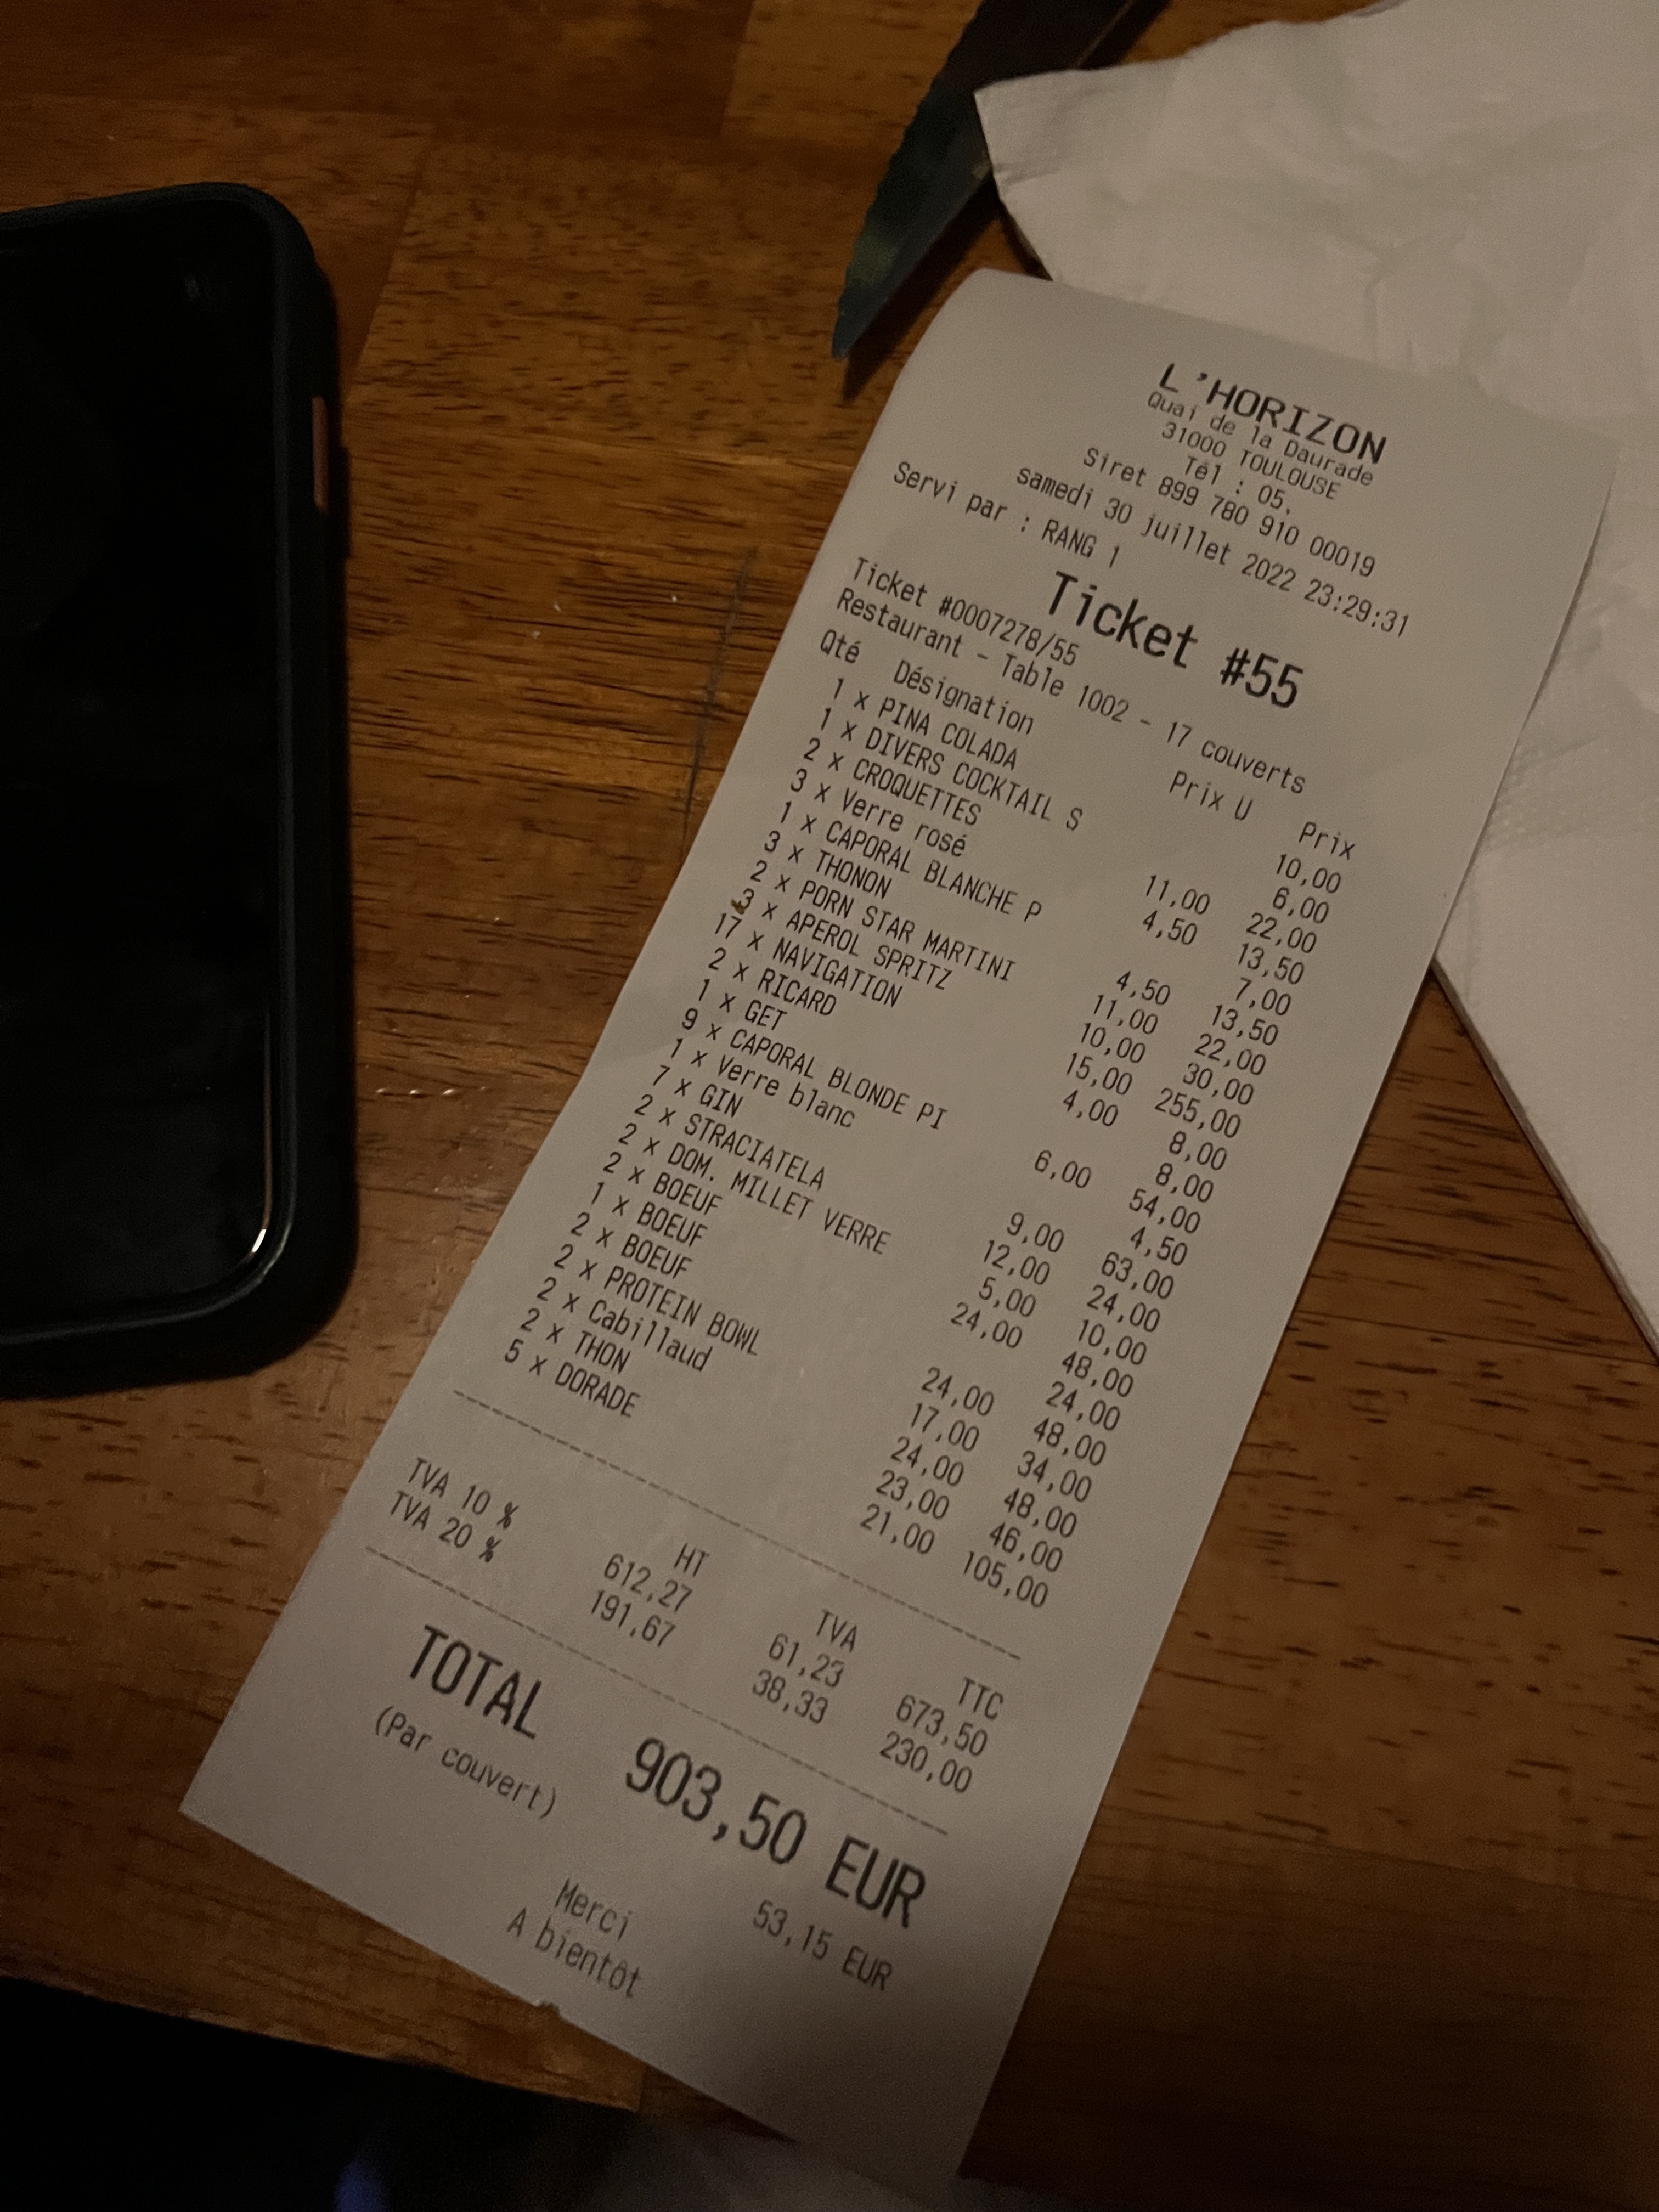 L'HORIZON
Quai de la Daurade
31000 TOULOUSE
Tél : 05.
Siret 899 780 910 00019
samedi 30 juillet 2022 23:29:31
Servi par : RANG 1
Ticket #55
Ticket #0007278/55
Restaurant - Table 1002 - 17 couverts
Qté Désignation Prix U Prix
1 x PINA COLADA 10,00
1 x DIVERS COCKTAIL S 6,00
2 x CROQUETTES 11,00 22,00
3 x Verre rosé 4,50 13,50
1 x CAPORAL BLANCHE P 7,00
3 x THONON 4,50 13,50
2 x PORN STAR MARTINI 11,00 22,00
3 x APEROL SPRITZ 10,00 30,00
17 x NAVIGATION 15,00 255,00
2 x RICARD 4,00 8,00
1 x GET 8,00
9 x CAPORAL BLONDE PI 6,00 54,00
1 x Verre blanc 4,50
7 x GIN 9,00 63,00
2 x STRACIATELA 12,00 24,00
2 x DOM. MILLET VERRE 5,00 10,00
2 x BOEUF 24,00 48,00
1 x BOEUF 24,00
2 x BOEUF 24,00 48,00
2 x PROTEIN BOWL 17,00 34,00
2 x Cabillaud 24,00 48,00
2 x THON 23,00 46,00
5 x DORADE 21,00 105,00
HT TVA TTC
TVA 10 % 612,27 61,23 673,50
TVA 20 % 191,67 38,33 230,00
TOTAL 903,50 EUR
(Par couvert) 53,15 EUR
Merci
A bientôt